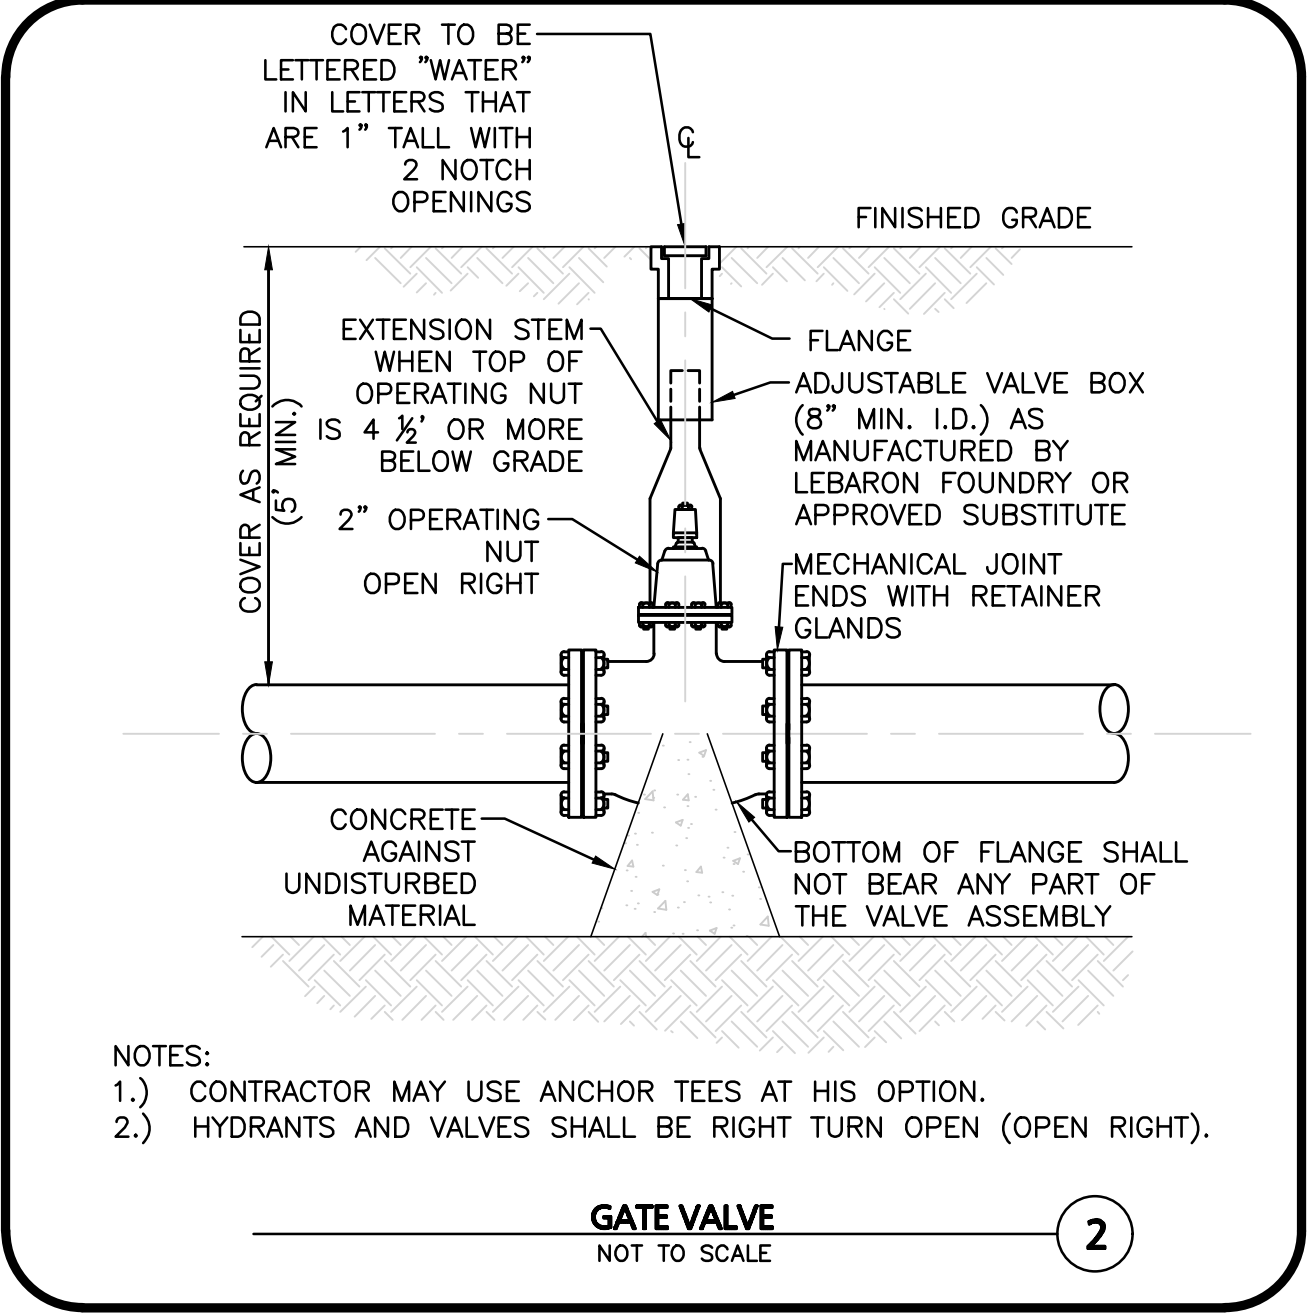 COVER TO BE
LETTERED "WATER"
IN LETTERS THAT
ARE 1" TALL WITH
2 NOTCH
OPENINGS
℄
FINISHED GRADE
COVER AS REQUIRED
(5' MIN.)
EXTENSION STEM
WHEN TOP OF
OPERATING NUT
IS 4 ½' OR MORE
BELOW GRADE
FLANGE
ADJUSTABLE VALVE BOX
(8" MIN. I.D.) AS
MANUFACTURED BY
LEBARON FOUNDRY OR
APPROVED SUBSTITUTE
2" OPERATING
NUT
OPEN RIGHT
MECHANICAL JOINT
ENDS WITH RETAINER
GLANDS
CONCRETE
AGAINST
UNDISTURBED
MATERIAL
BOTTOM OF FLANGE SHALL
NOT BEAR ANY PART OF
THE VALVE ASSEMBLY
NOTES:
1.) CONTRACTOR MAY USE ANCHOR TEES AT HIS OPTION.
2.) HYDRANTS AND VALVES SHALL BE RIGHT TURN OPEN (OPEN RIGHT).
GATE VALVE
NOT TO SCALE
2